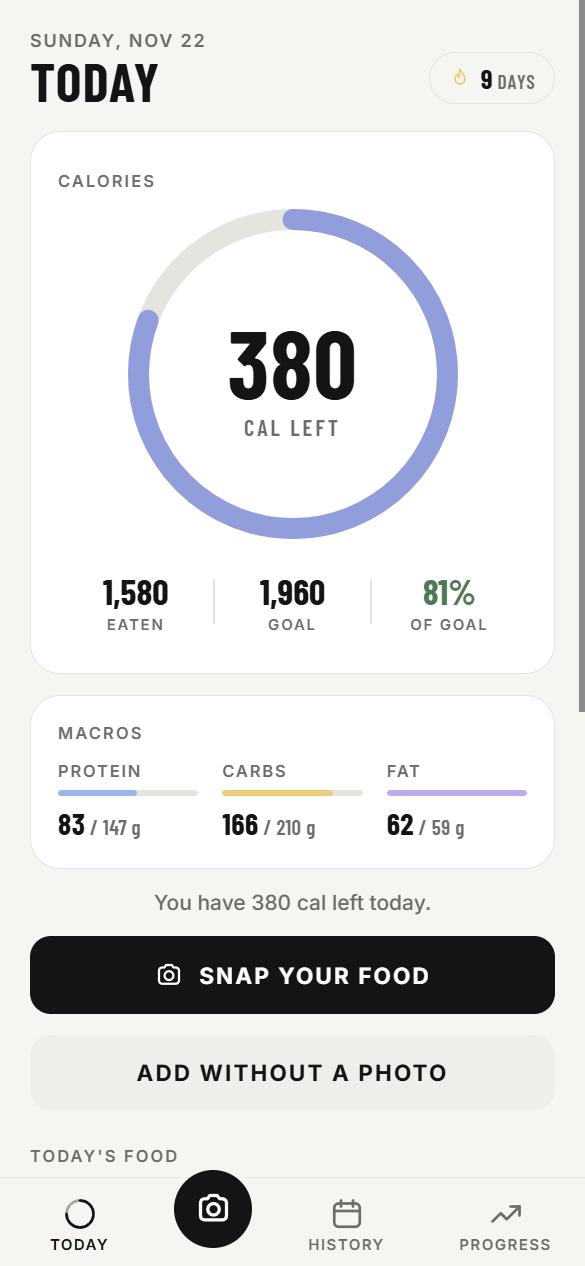 SUNDAY, NOV 22
TODAY
9 DAYS
CALORIES
380
CAL LEFT
1,580
EATEN
1,960
GOAL
81%
OF GOAL
MACROS
PROTEIN
83 / 147 g
CARBS
166 / 210 g
FAT
62 / 59 g
You have 380 cal left today.
SNAP YOUR FOOD
ADD WITHOUT A PHOTO
TODAY'S FOOD
TODAY
HISTORY
PROGRESS